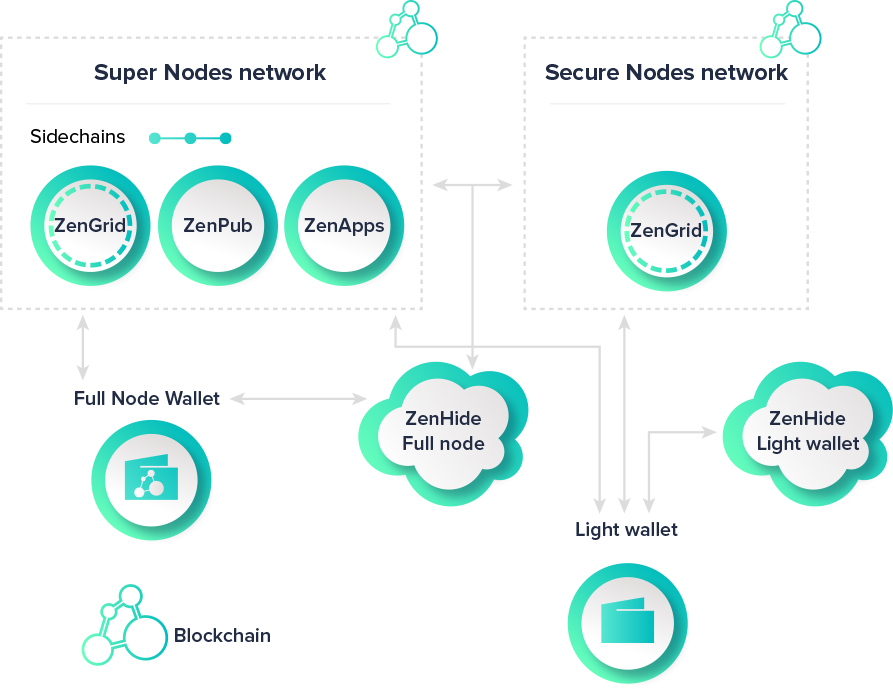 Super Nodes network
Secure Nodes network
Sidechains
ZenGrid
ZenPub
ZenApps
ZenGrid
Full Node Wallet
ZenHide
Full node
ZenHide
Light wallet
Light wallet
Blockchain